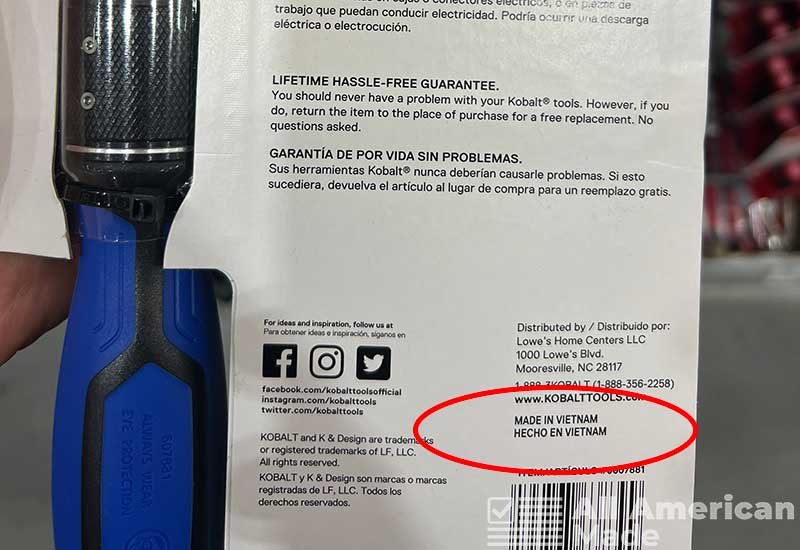 trabajo que puedan conducir electricidad. Podría ocurrir una descarga
eléctrica o electrocución.
LIFETIME HASSLE-FREE GUARANTEE.
You should never have a problem with your Kobalt® tools. However, if you
do, return the item to the place of purchase for a free replacement. No
questions asked.
GARANTÍA DE POR VIDA SIN PROBLEMAS.
Sus herramientas Kobalt® nunca deberían causarle problemas. Si esto
sucediera, devuelva el artículo al lugar de compra para un reemplazo gratis.
For ideas and inspiration, follow us at
Para obtener ideas e inspiración, síganos en
facebook.com/kobalttoolsofficial
instagram.com/kobalttools
twitter.com/kobalttools
KOBALT and K & Design are trademarks
or registered trademarks of LF, LLC.
All rights reserved.
KOBALT y K & Design son marcas o marcas
registradas de LF, LLC. Todos los
derechos reservados.
Distributed by / Distribuido por:
Lowe's Home Centers LLC
1000 Lowe's Blvd.
Mooresville, NC 28117
1-888-3KOBALT (1-888-356-2258)
www.KOBALTTOOLS.com
MADE IN VIETNAM
HECHO EN VIETNAM
ITEM/ARTÍCULO #0607881
607881
ALWAYS WEAR
EYE PROTECTION
All American
Made